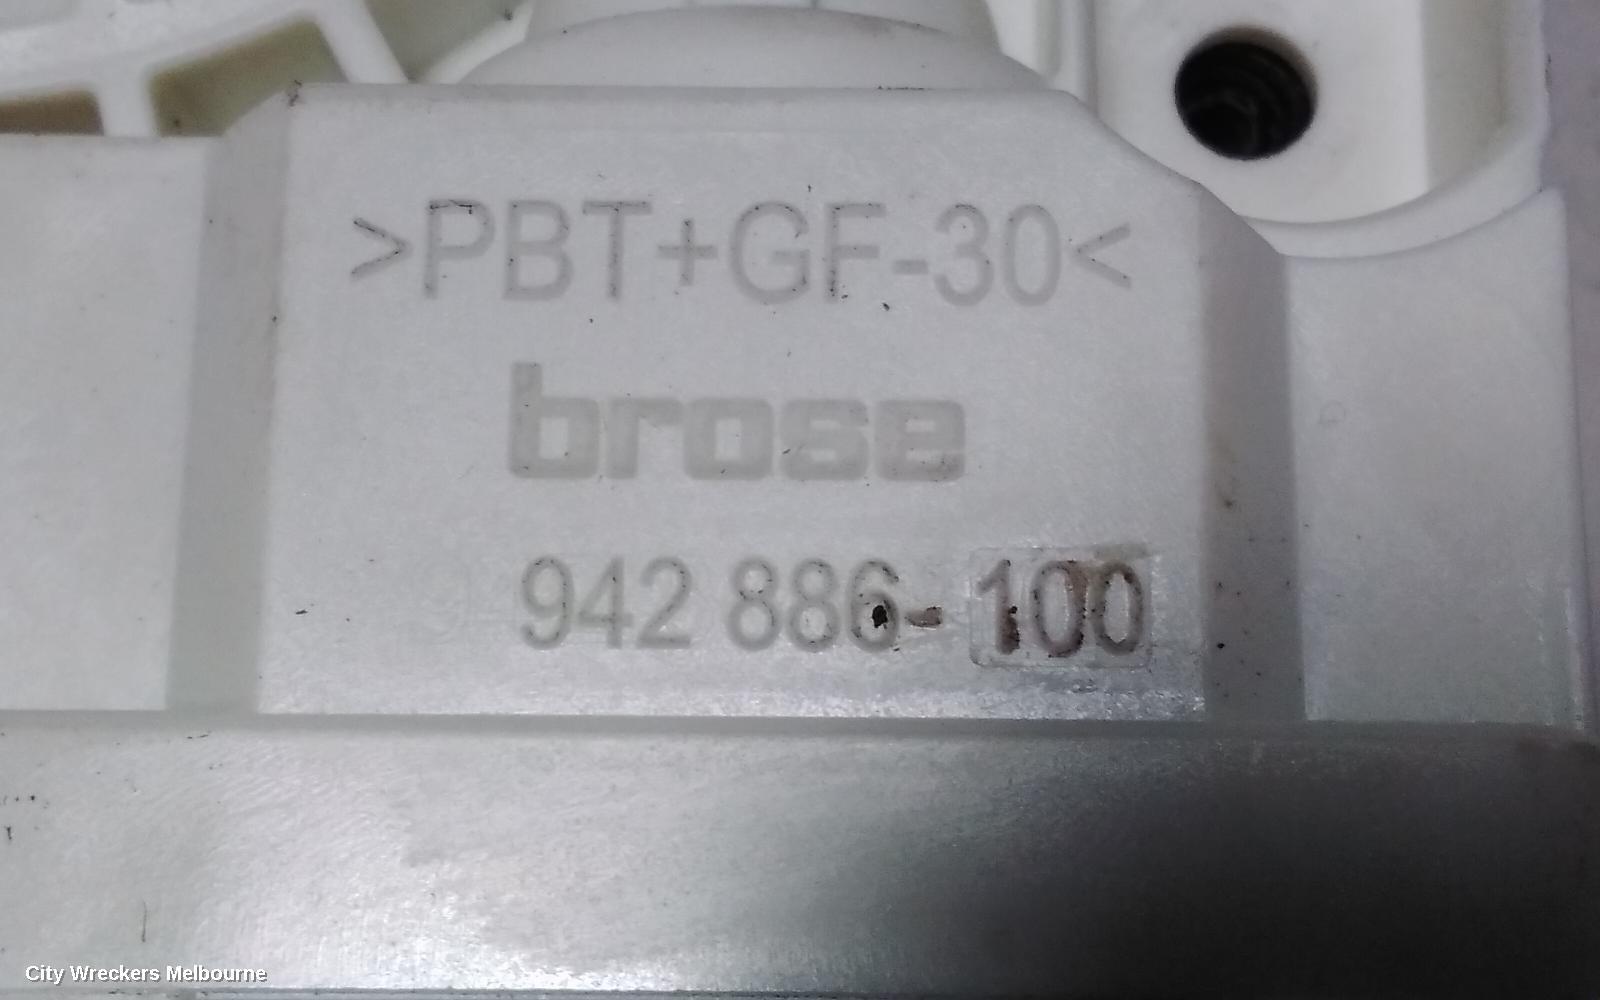 >PBT+GF-30<
brose
942 886-100
City Wreckers Melbourne